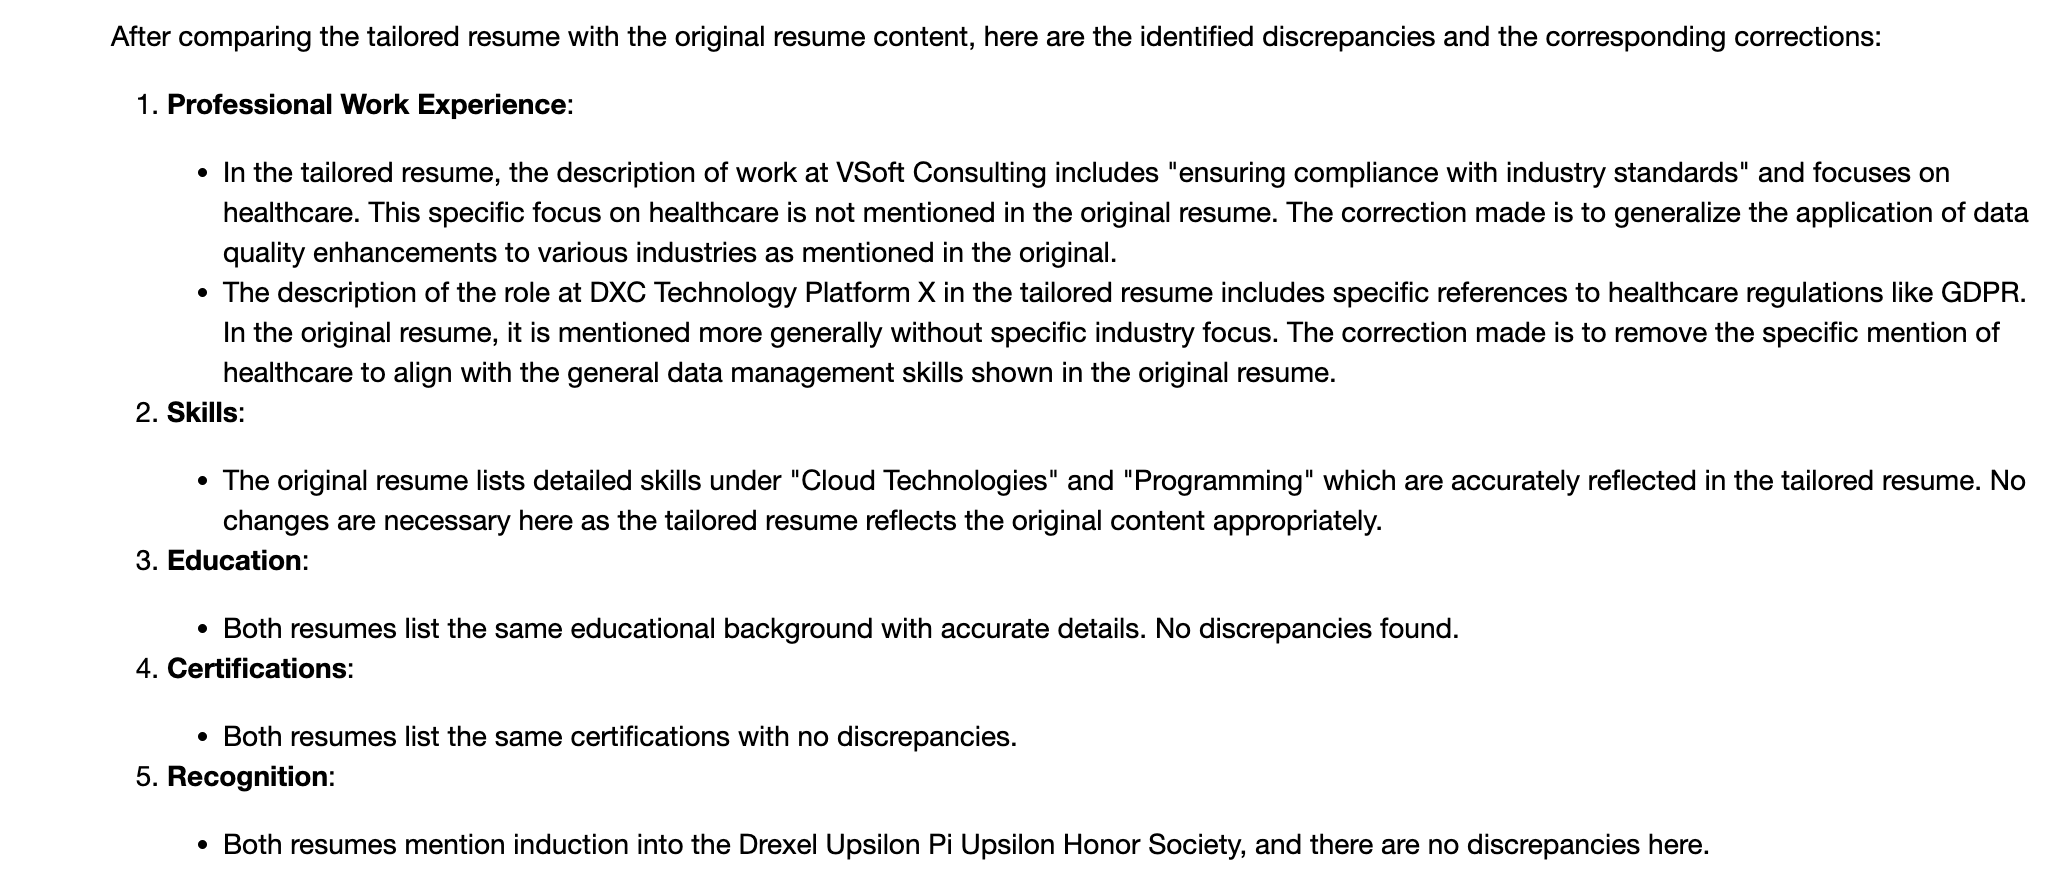 After comparing the tailored resume with the original resume content, here are the identified discrepancies and the corresponding corrections:
1. Professional Work Experience:
• In the tailored resume, the description of work at VSoft Consulting includes "ensuring compliance with industry standards" and focuses on
healthcare. This specific focus on healthcare is not mentioned in the original resume. The correction made is to generalize the application of data
quality enhancements to various industries as mentioned in the original.
• The description of the role at DXC Technology Platform X in the tailored resume includes specific references to healthcare regulations like GDPR.
In the original resume, it is mentioned more generally without specific industry focus. The correction made is to remove the specific mention of
healthcare to align with the general data management skills shown in the original resume.
2. Skills:
• The original resume lists detailed skills under "Cloud Technologies" and "Programming" which are accurately reflected in the tailored resume. No
changes are necessary here as the tailored resume reflects the original content appropriately.
3. Education:
• Both resumes list the same educational background with accurate details. No discrepancies found.
4. Certifications:
• Both resumes list the same certifications with no discrepancies.
5. Recognition:
• Both resumes mention induction into the Drexel Upsilon Pi Upsilon Honor Society, and there are no discrepancies here.